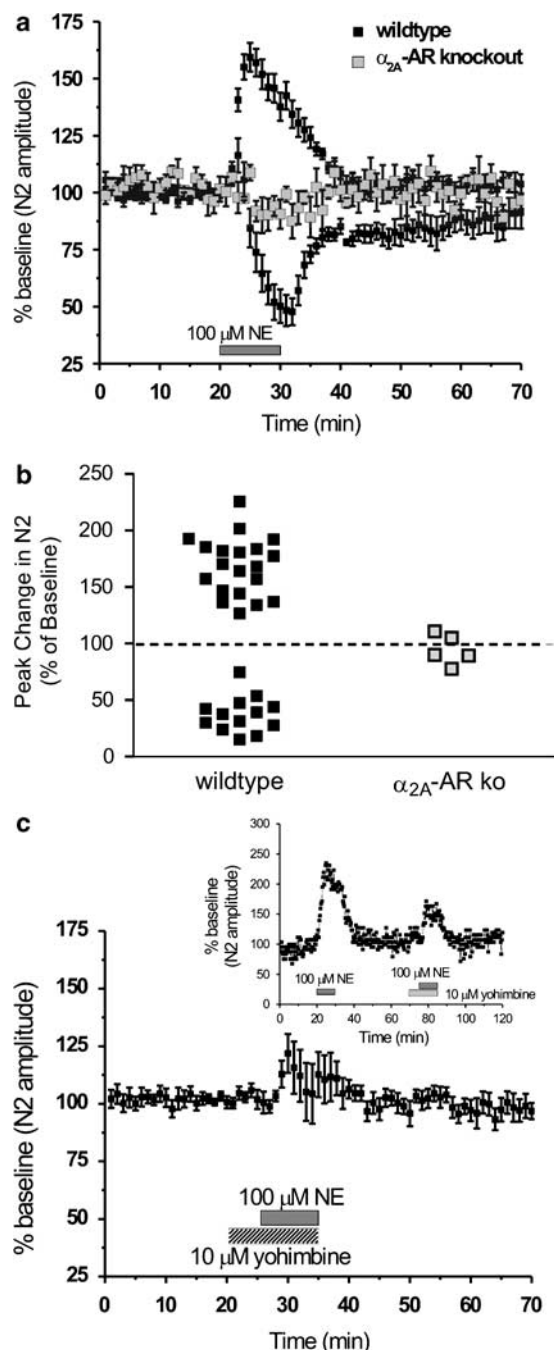 a
wildtype
α2A-AR knockout
% baseline (N2 amplitude)
175
150
125
100
75
50
25
100 µM NE
0 10 20 30 40 50 60 70
Time (min)
b
Peak Change in N2
(% of Baseline)
250
200
150
100
50
0
wildtype α2A-AR ko
c
% baseline
(N2 amplitude)
300
250
200
150
100
50
0
100 µM NE 100 µM NE
10 µM yohimbine
0 20 40 60 80 100 120
Time (min)
% baseline (N2 amplitude)
175
150
125
100
75
50
25
100 µM NE
10 µM yohimbine
0 10 20 30 40 50 60 70
Time (min)